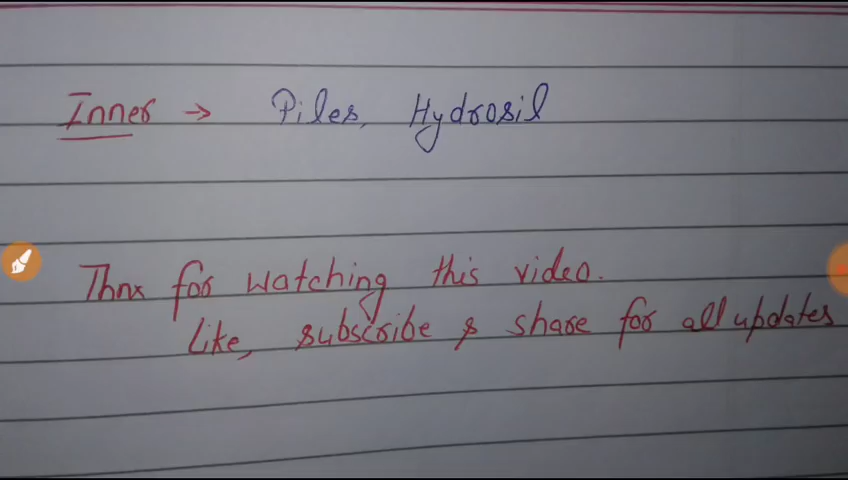 Inner → Piles, Hydrosil
Thnx for watching this video.
Like, subscribe & share for all updates